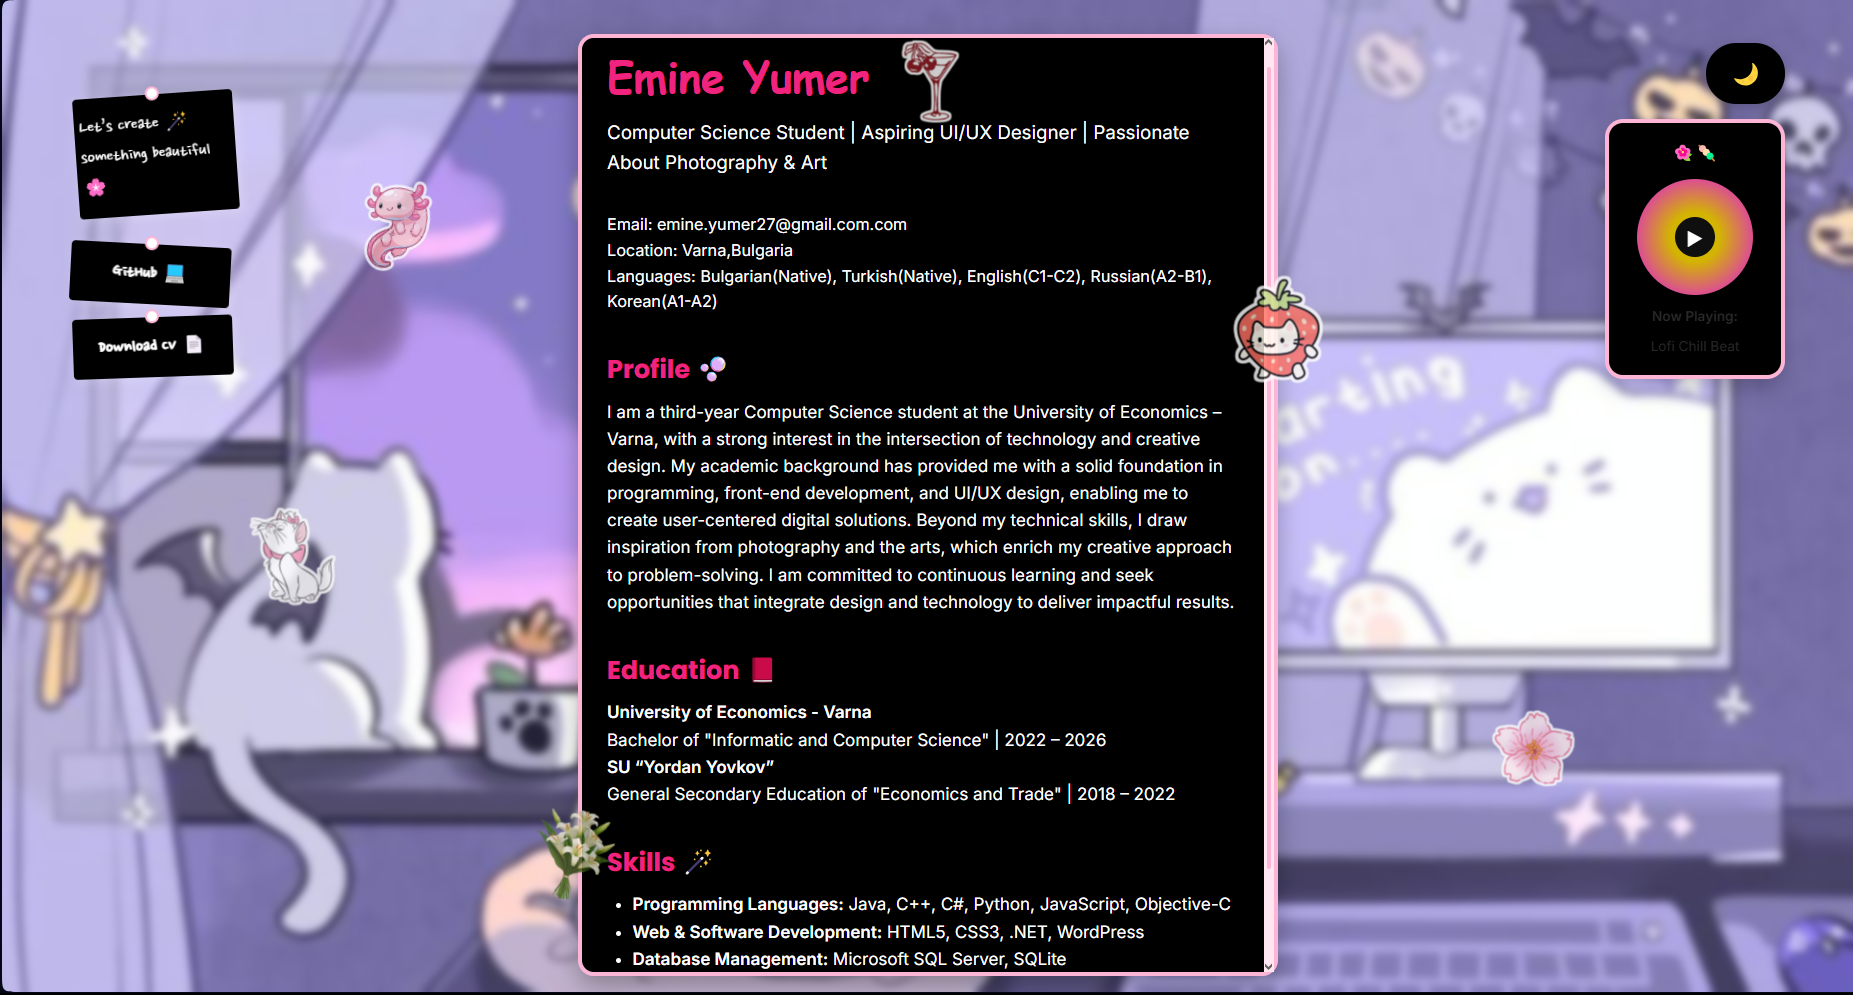 Let's create 🪄
something beautiful
🌸
GitHub 💻
Download cv 📄
Emine Yumer
Computer Science Student | Aspiring UI/UX Designer | Passionate
About Photography & Art
Email: emine.yumer27@gmail.com.com
Location: Varna,Bulgaria
Languages: Bulgarian(Native), Turkish(Native), English(C1-C2), Russian(A2-B1),
Korean(A1-A2)
Profile 🫧
I am a third-year Computer Science student at the University of Economics –
Varna, with a strong interest in the intersection of technology and creative
design. My academic background has provided me with a solid foundation in
programming, front-end development, and UI/UX design, enabling me to
create user-centered digital solutions. Beyond my technical skills, I draw
inspiration from photography and the arts, which enrich my creative approach
to problem-solving. I am committed to continuous learning and seek
opportunities that integrate design and technology to deliver impactful results.
Education 📕
University of Economics - Varna
Bachelor of "Informatic and Computer Science" | 2022 – 2026
SU “Yordan Yovkov”
General Secondary Education of "Economics and Trade" | 2018 – 2022
Skills 🪄
• Programming Languages: Java, C++, C#, Python, JavaScript, Objective-C
• Web & Software Development: HTML5, CSS3, .NET, WordPress
• Database Management: Microsoft SQL Server, SQLite
🌙
🌺🍡
▶
Now Playing:
Lofi Chill Beat
arting
on...